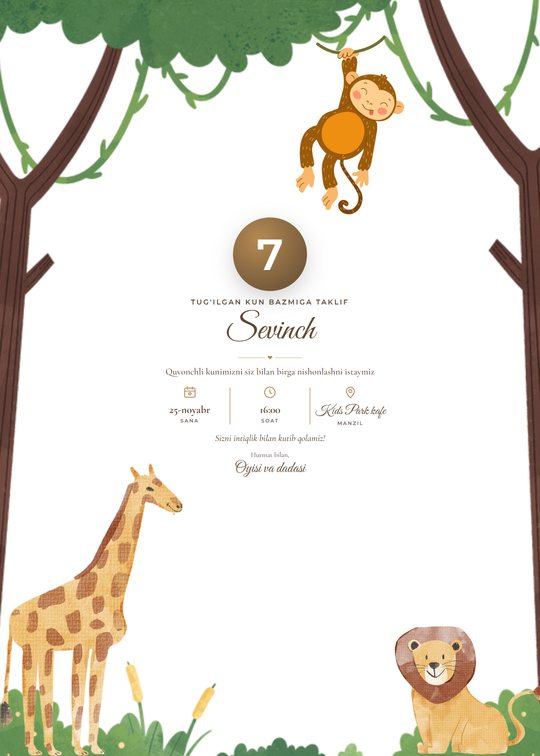 7
TUG'ILGAN KUN BAZMIGA TAKLIF
Sevinch
Quvonchli kunimizni siz bilan birga nishonlashni istaymiz
25-noyabr 16:00 Kids Park kafe
SANA SOAT MANZIL
Sizni intiqlik bilan kutib qolamiz!
Hurmat bilan,
Oyisi va dadasi